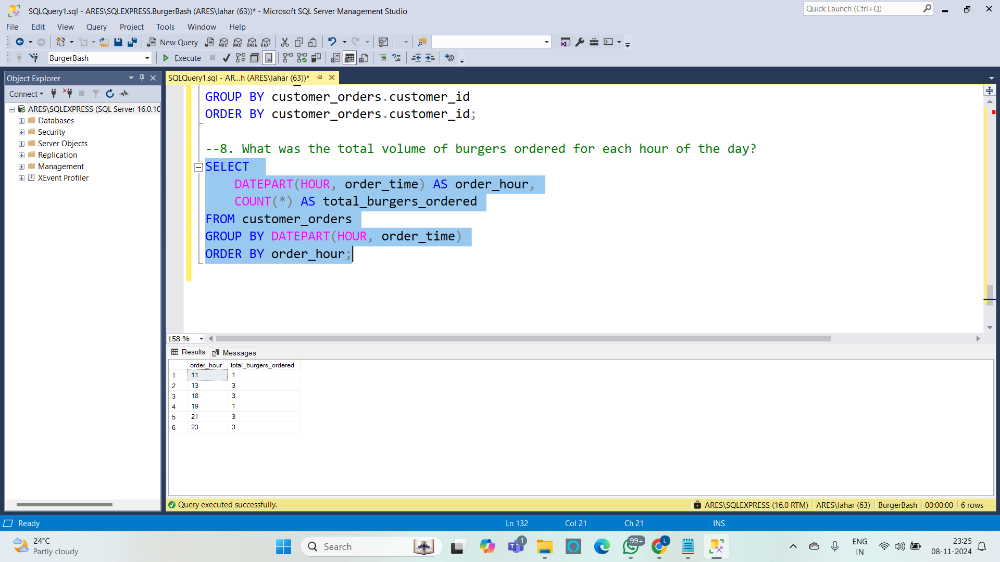 SQLQuery1.sql - ARES\SQLEXPRESS.BurgerBash (ARES\lahar (63))* - Microsoft SQL Server Management Studio
Quick Launch (Ctrl+Q)
File Edit View Query Project Tools Window Help
New Query
MDX DMX XMLA DAX
BurgerBash
Execute
Object Explorer
Connect
ARES\SQLEXPRESS (SQL Server 16.0.10
Databases
Security
Server Objects
Replication
Management
XEvent Profiler
SQLQuery1.sql - AR...h (ARES\lahar (63))*
GROUP BY customer_orders.customer_id
ORDER BY customer_orders.customer_id;
--8. What was the total volume of burgers ordered for each hour of the day?
SELECT
DATEPART(HOUR, order_time) AS order_hour,
COUNT(*) AS total_burgers_ordered
FROM customer_orders
GROUP BY DATEPART(HOUR, order_time)
ORDER BY order_hour;
158 %
Results Messages
order_hour total_burgers_ordered
1 11 1
2 13 3
3 18 3
4 19 1
5 21 3
6 23 3
Query executed successfully.
ARES\SQLEXPRESS (16.0 RTM) ARES\lahar (63) BurgerBash 00:00:00 6 rows
Ready Ln 132 Col 21 Ch 21 INS
24°C
Partly cloudy
Search
1
99+
L
ENG
IN
23:25
08-11-2024